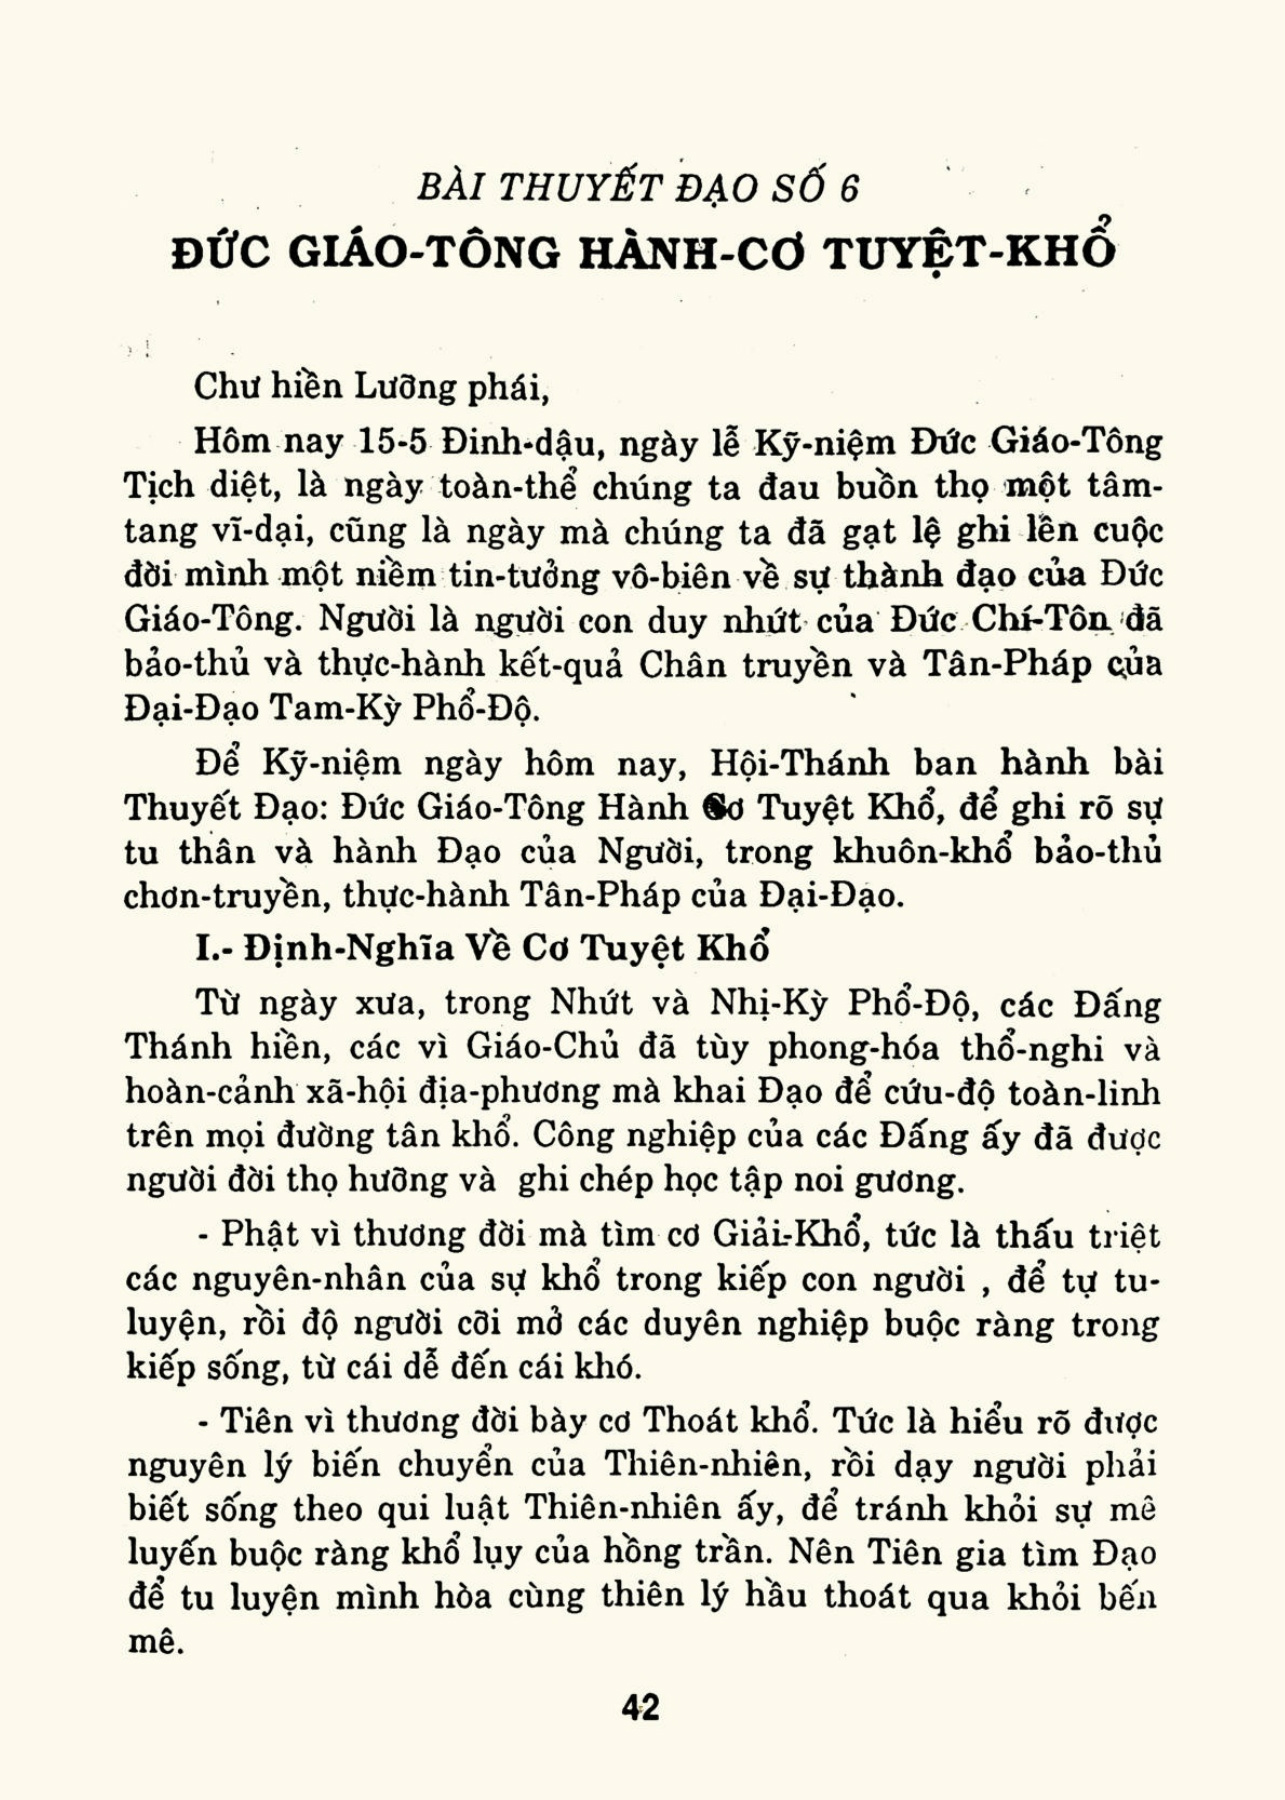 BÀI THUYẾT ĐẠO SỐ 6
ĐỨC GIÁO-TÔNG HÀNH-CƠ TUYỆT-KHỔ
Chư hiền Lưỡng phái,
Hôm nay 15-5 Đinh-dậu, ngày lễ Kỹ-niệm Đức Giáo-Tông
Tịch diệt, là ngày toàn-thể chúng ta đau buồn thọ một tâm-
tang vĩ-dại, cũng là ngày mà chúng ta đã gạt lệ ghi lên cuộc
đời mình một niềm tin-tưởng vô-biên về sự thành đạo của Đức
Giáo-Tông. Người là người con duy nhứt của Đức Chí-Tôn đã
bảo-thủ và thực-hành kết-quả Chân truyền và Tân-Pháp của
Đại-Đạo Tam-Kỳ Phổ-Độ.
Để Kỹ-niệm ngày hôm nay, Hội-Thánh ban hành bài
Thuyết Đạo: Đức Giáo-Tông Hành Cơ Tuyệt Khổ, để ghi rõ sự
tu thân và hành Đạo của Người, trong khuôn-khổ bảo-thủ
chơn-truyền, thực-hành Tân-Pháp của Đại-Đạo.
I.- Định-Nghĩa Về Cơ Tuyệt Khổ
Từ ngày xưa, trong Nhứt và Nhị-Kỳ Phổ-Độ, các Đấng
Thánh hiền, các vì Giáo-Chủ đã tùy phong-hóa thổ-nghi và
hoàn-cảnh xã-hội địa-phương mà khai Đạo để cứu-độ toàn-linh
trên mọi đường tân khổ. Công nghiệp của các Đấng ấy đã được
người đời thọ hưỡng và ghi chép học tập noi gương.
- Phật vì thương đời mà tìm cơ Giải-Khổ, tức là thấu triệt
các nguyên-nhân của sự khổ trong kiếp con người , để tự tu-
luyện, rồi độ người cỡi mở các duyên nghiệp buộc ràng trong
kiếp sống, từ cái dễ đến cái khó.
- Tiên vì thương đời bày cơ Thoát khổ. Tức là hiểu rõ được
nguyên lý biến chuyển của Thiên-nhiên, rồi dạy người phải
biết sống theo qui luật Thiên-nhiên ấy, để tránh khỏi sự mê
luyến buộc ràng khổ lụy của hồng trần. Nên Tiên gia tìm Đạo
để tu luyện mình hòa cùng thiên lý hầu thoát qua khỏi bến
mê.
42